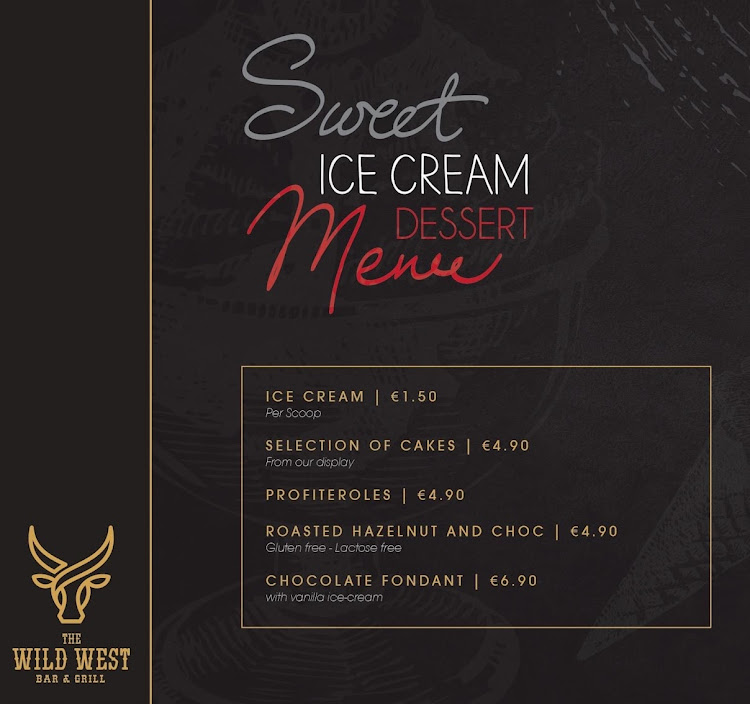 Sweet
ICE CREAM
DESSERT
Menu
ICE CREAM | €1.50
Per Scoop
SELECTION OF CAKES | €4.90
From our display
PROFITEROLES | €4.90
ROASTED HAZELNUT AND CHOC | €4.90
Gluten free - Lactose free
CHOCOLATE FONDANT | €6.90
with vanilla ice-cream
THE
WILD WEST
BAR & GRILL